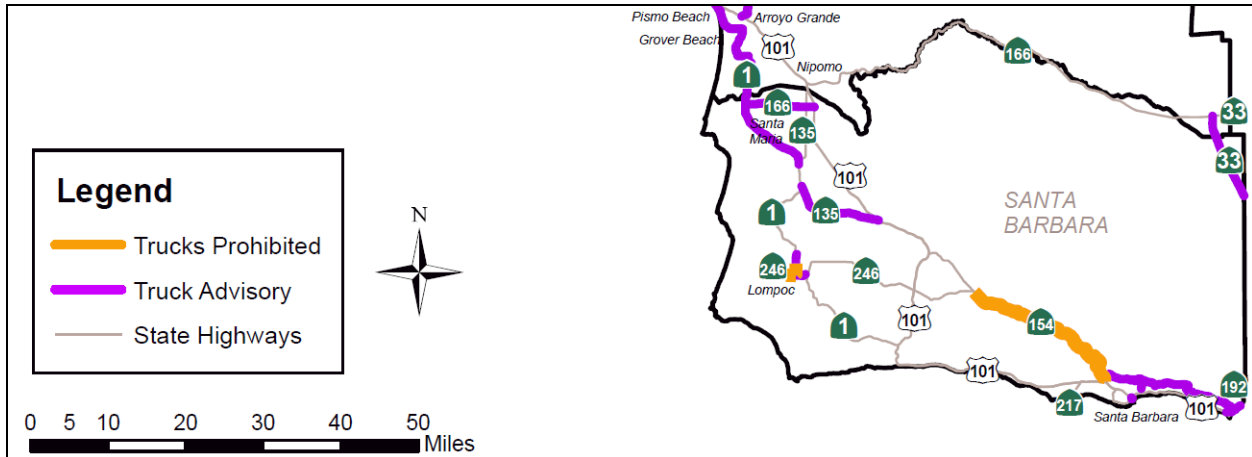 Pismo Beach
Arroyo Grande
Grover Beach
101
Nipomo
166
1
166
Santa
Maria
135
33
33
101
Legend
Trucks Prohibited
Truck Advisory
State Highways
N
SANTA
BARBARA
1
135
246
246
Lompoc
1
101
154
101
217
Santa Barbara
192
101
0 5 10 20 30 40 50
Miles